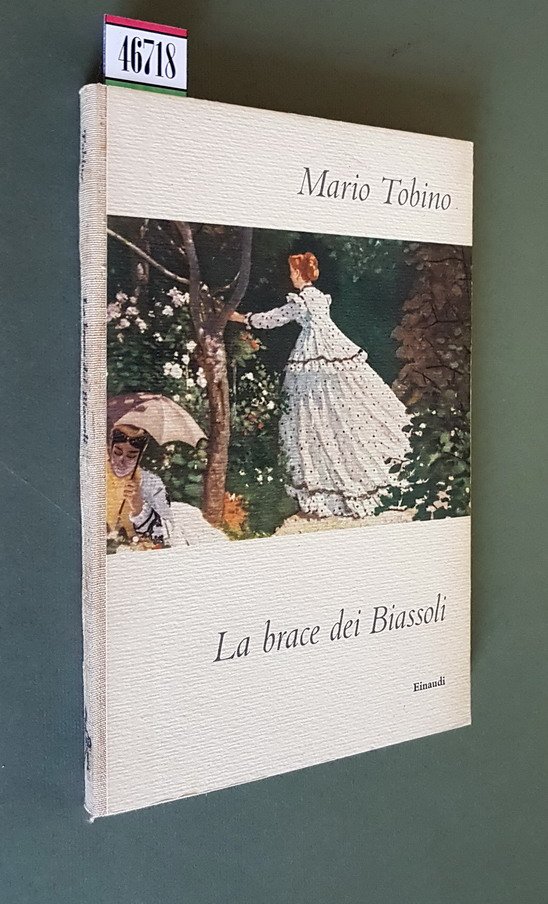 46718
Mario Tobino
La brace dei Biassoli
Einaudi